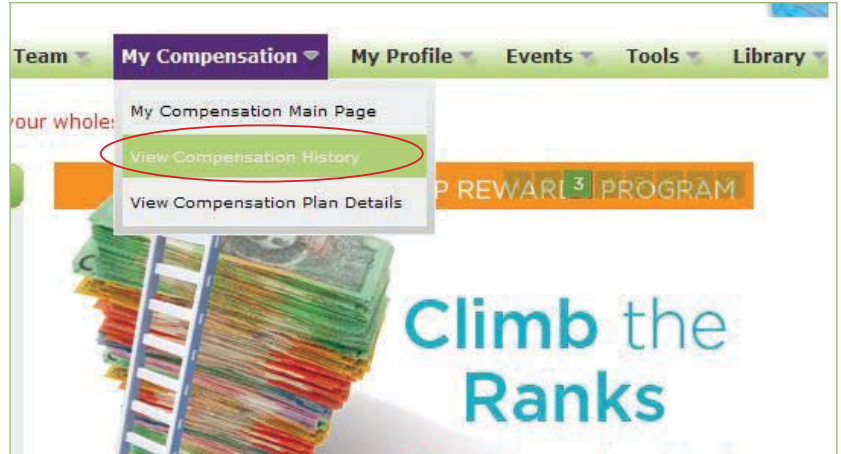 Team My Compensation My Profile Events Tools Library
our whole
My Compensation Main Page
View Compensation History
P REWARD 3 PROGRAM
View Compensation Plan Details
Climb the
Ranks